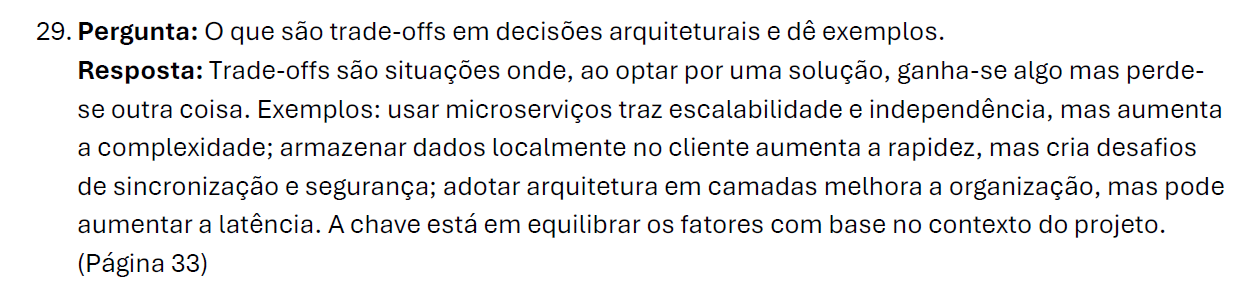 29. Pergunta: O que são trade-offs em decisões arquiteturais e dê exemplos.
Resposta: Trade-offs são situações onde, ao optar por uma solução, ganha-se algo mas perde-
se outra coisa. Exemplos: usar microserviços traz escalabilidade e independência, mas aumenta
a complexidade; armazenar dados localmente no cliente aumenta a rapidez, mas cria desafios
de sincronização e segurança; adotar arquitetura em camadas melhora a organização, mas pode
aumentar a latência. A chave está em equilibrar os fatores com base no contexto do projeto.
(Página 33)